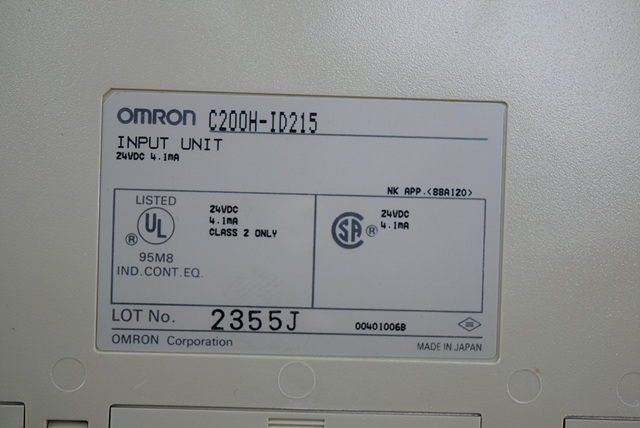 OMRON C200H-ID215
INPUT UNIT
24VDC 4.1mA
NK APP.<88A120>
LISTED
UL
®
95M8
IND.CONT.EQ.
24VDC
4.1mA
CLASS 2 ONLY
SA ®
24VDC
4.1mA
LOT No. 2355J 00401006B
OMRON Corporation MADE IN JAPAN